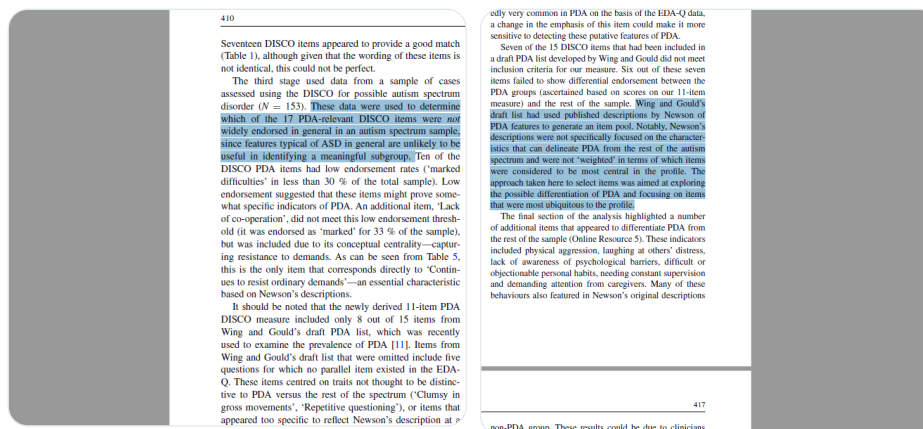 410
Seventeen DISCO items appeared to provide a good match
(Table 1), although given that the wording of these items is
not identical, this could not be perfect.
The third stage used data from a sample of cases
assessed using the DISCO for possible autism spectrum
disorder (N = 153). These data were used to determine
which of the 17 PDA-relevant DISCO items were not
widely endorsed in general in an autism spectrum sample,
since features typical of ASD in general are unlikely to be
useful in identifying a meaningful subgroup. Ten of the
DISCO PDA items had low endorsement rates ('marked
difficulties' in less than 30 % of the total sample). Low
endorsement suggested that these items might prove some-
what specific indicators of PDA. An additional item, 'Lack
of co-operation', did not meet this low endorsement thresh-
old (it was endorsed as 'marked' for 33 % of the sample),
but was included due to its conceptual centrality—captur-
ing resistance to demands. As can be seen from Table 5,
this is the only item that corresponds directly to 'Contin-
ues to resist ordinary demands'—an essential characteristic
based on Newson's descriptions.
It should be noted that the newly derived 11-item PDA
DISCO measure included only 8 out of 15 items from
Wing and Gould's draft PDA list, which was recently
used to examine the prevalence of PDA [11]. Items from
Wing and Gould's draft list that were omitted include five
questions for which no parallel item existed in the EDA-
Q. These items centred on traits not thought to be distinc-
tive to PDA versus the rest of the spectrum ('Clumsy in
gross movements', 'Repetitive questioning'), or items that
appeared too specific to reflect Newson's description at a
edly very common in PDA on the basis of the EDA-Q data,
a change in the emphasis of this item could make it more
sensitive to detecting these putative features of PDA.
Seven of the 15 DISCO items that had been included in
a draft PDA list developed by Wing and Gould did not meet
inclusion criteria for our measure. Six out of these seven
items failed to show differential endorsement between the
PDA groups (ascertained based on scores on our 11-item
measure) and the rest of the sample. Wing and Gould's
draft list had used published descriptions by Newson of
PDA features to generate an item pool. Notably, Newson's
descriptions were not specifically focused on the character-
istics that can delineate PDA from the rest of the autism
spectrum and were not 'weighted' in terms of which items
were considered to be most central in the profile. The
approach taken here to select items was aimed at exploring
the possible differentiation of PDA and focusing on items
that were most ubiquitous to the profile.
The final section of the analysis highlighted a number
of additional items that appeared to differentiate PDA from
the rest of the sample (Online Resource 5). These indicators
included physical aggression, laughing at others' distress,
lack of awareness of psychological barriers, difficult or
objectionable personal habits, needing constant supervision
and demanding attention from caregivers. Many of these
behaviours also featured in Newson's original descriptions
417
non-PDA group. These results could be due to clinicians